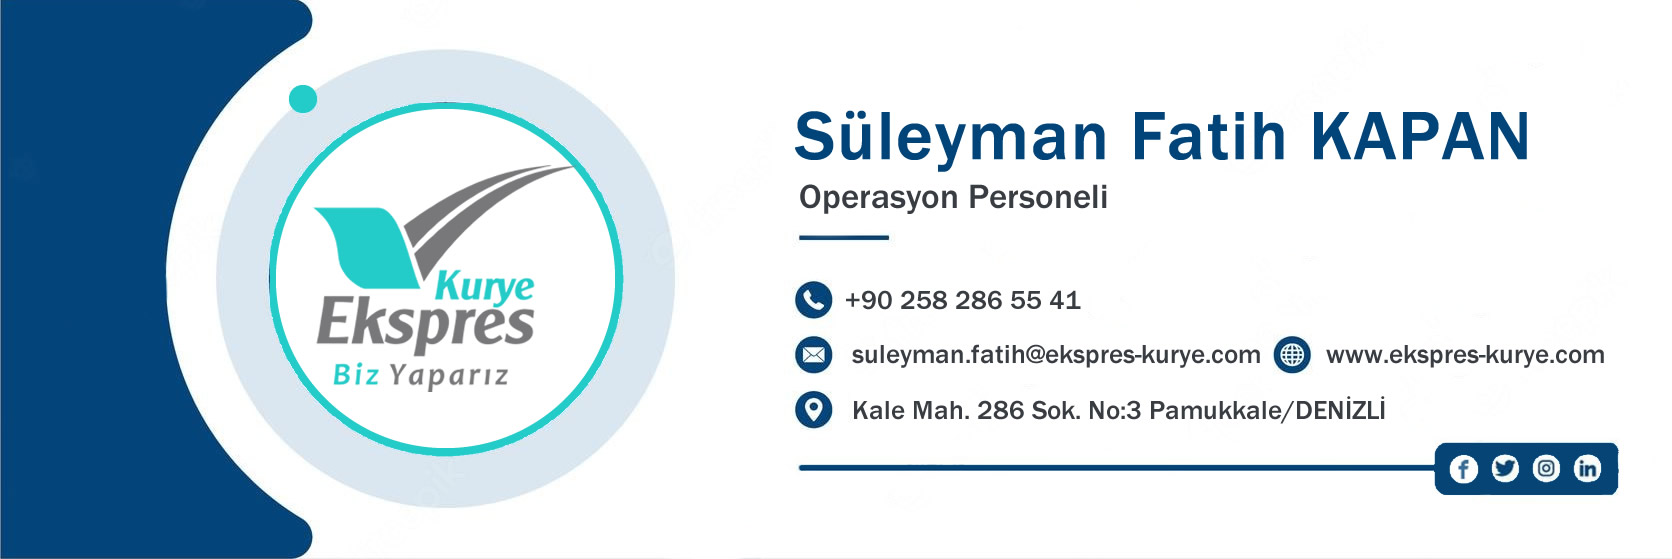 Kurye
Ekspres
Biz Yaparız
Süleyman Fatih KAPAN
Operasyon Personeli
+90 258 286 55 41
suleyman.fatih@ekspres-kurye.com www.ekspres-kurye.com
Kale Mah. 286 Sok. No:3 Pamukkale/DENİZLİ